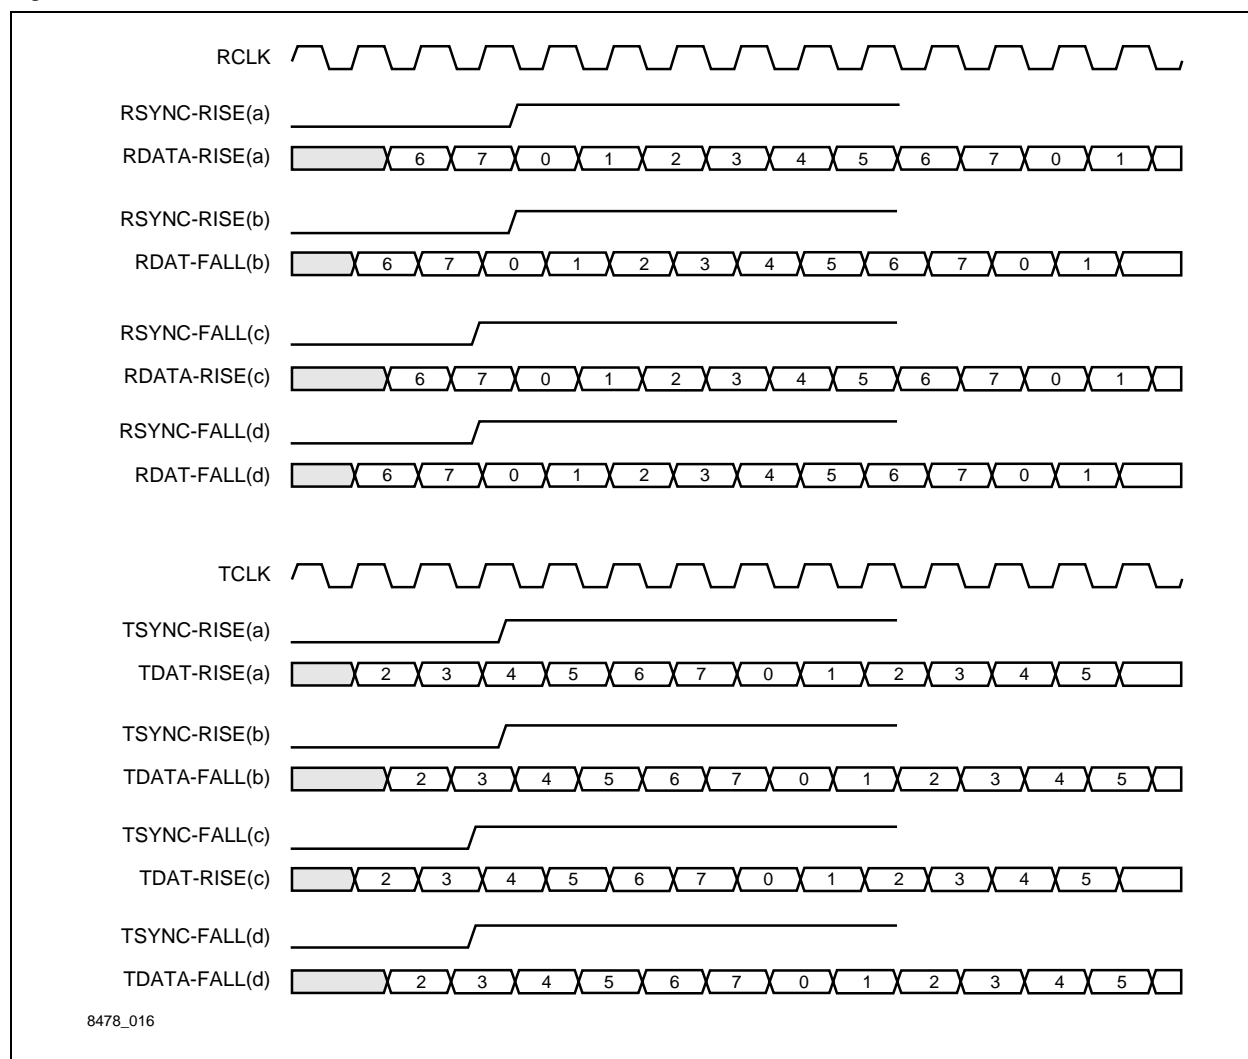 RCLK
RSYNC-RISE(a)
RDATA-RISE(a) 6 7 0 1 2 3 4 5 6 7 0 1
RSYNC-RISE(b)
RDAT-FALL(b) 6 7 0 1 2 3 4 5 6 7 0 1
RSYNC-FALL(c)
RDATA-RISE(c) 6 7 0 1 2 3 4 5 6 7 0 1
RSYNC-FALL(d)
RDAT-FALL(d) 6 7 0 1 2 3 4 5 6 7 0 1
TCLK
TSYNC-RISE(a)
TDAT-RISE(a) 2 3 4 5 6 7 0 1 2 3 4 5
TSYNC-RISE(b)
TDATA-FALL(b) 2 3 4 5 6 7 0 1 2 3 4 5
TSYNC-FALL(c)
TDAT-RISE(c) 2 3 4 5 6 7 0 1 2 3 4 5
TSYNC-FALL(d)
TDATA-FALL(d) 2 3 4 5 6 7 0 1 2 3 4 5
8478_016